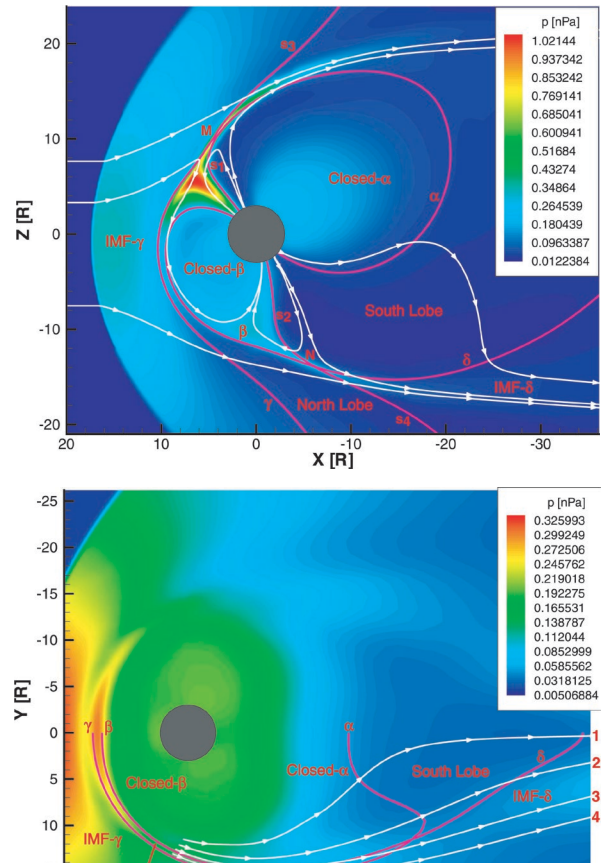 p [nPa]
1.02144
0.937342
0.853242
0.769141
0.685041
0.600941
0.51684
0.43274
0.34864
0.264539
0.180439
0.0963387
0.0122384
s3
20
M
10
s1
Closed-α
α
Z [R]
0
IMF-γ
Closed-β
South Lobe
s2
-10
β
N
δ
IMF-δ
γ
North Lobe
s4
-20
20
10
0
-10
-20
-30
X [R]
p [nPa]
0.325993
0.299249
0.272506
0.245762
0.219018
0.192275
0.165531
0.138787
0.112044
0.0852999
0.0585562
0.0318125
0.00506884
-25
-20
-15
-10
-5
Y [R]
0
γ β
α
1
δ
2
Closed-β
Closed-α
South Lobe
5
IMF-δ
3
4
IMF-γ
10